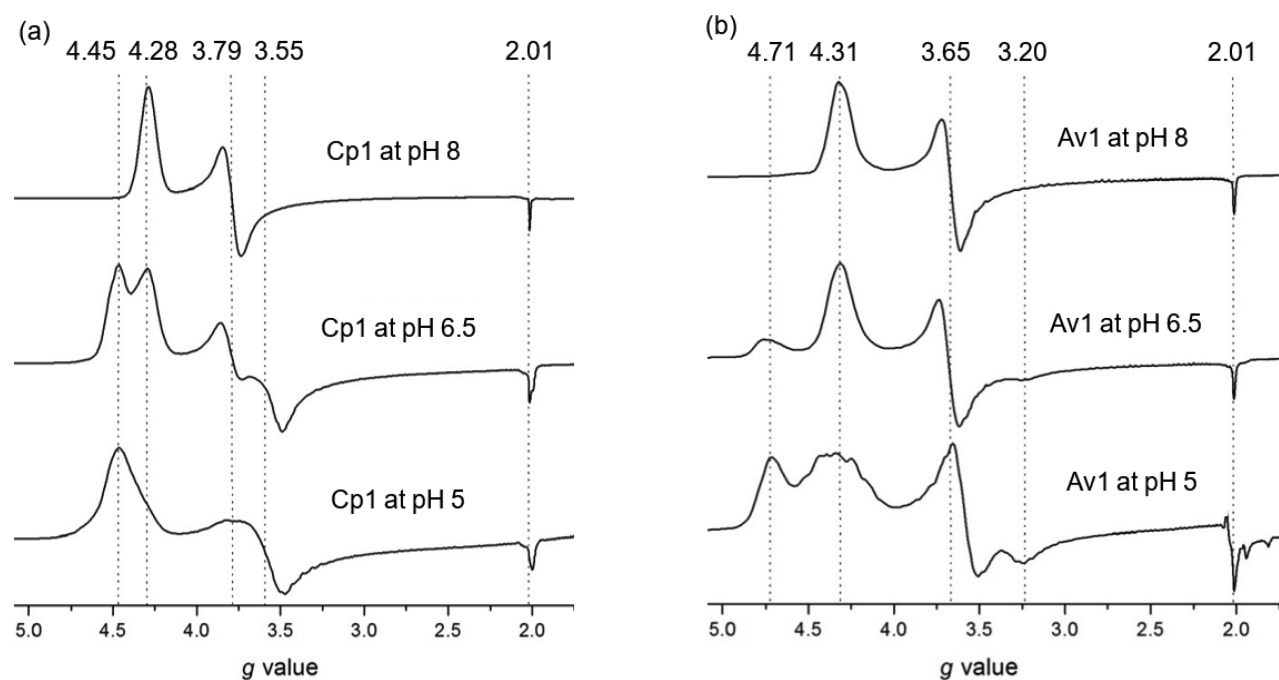 (a)
4.45 4.28 3.79 3.55 2.01
Cp1 at pH 8
Cp1 at pH 6.5
Cp1 at pH 5
5.0 4.5 4.0 3.5 3.0 2.5 2.0
g value
(b)
4.71 4.31 3.65 3.20 2.01
Av1 at pH 8
Av1 at pH 6.5
Av1 at pH 5
5.0 4.5 4.0 3.5 3.0 2.5 2.0
g value